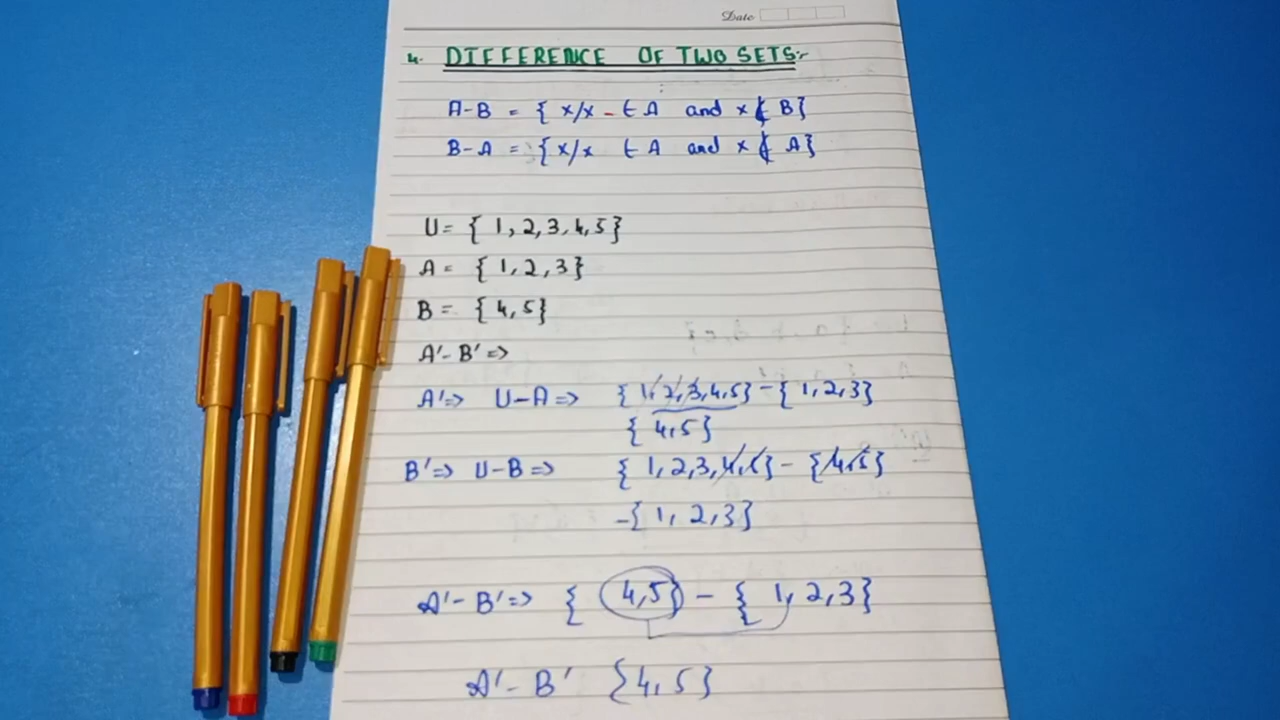 Date
4. DIFFERENCE OF TWO SETS:-
A-B = { x/x - ∈ A and x ∉ B}
B-A = {x/x ∈ A and x ∉ A}
U = { 1, 2, 3, 4, 5}
A = { 1, 2, 3}
B = { 4, 5}
A'- B' =>
A' => U-A => { 1, 2, 3, 4, 5} - { 1, 2, 3}
{ 4, 5}
B' => U-B => { 1, 2, 3, 4, 5} - { 4, 5}
-{ 1, 2, 3}
A'- B' => { 4, 5} - { 1, 2, 3}
A'- B' {4, 5}